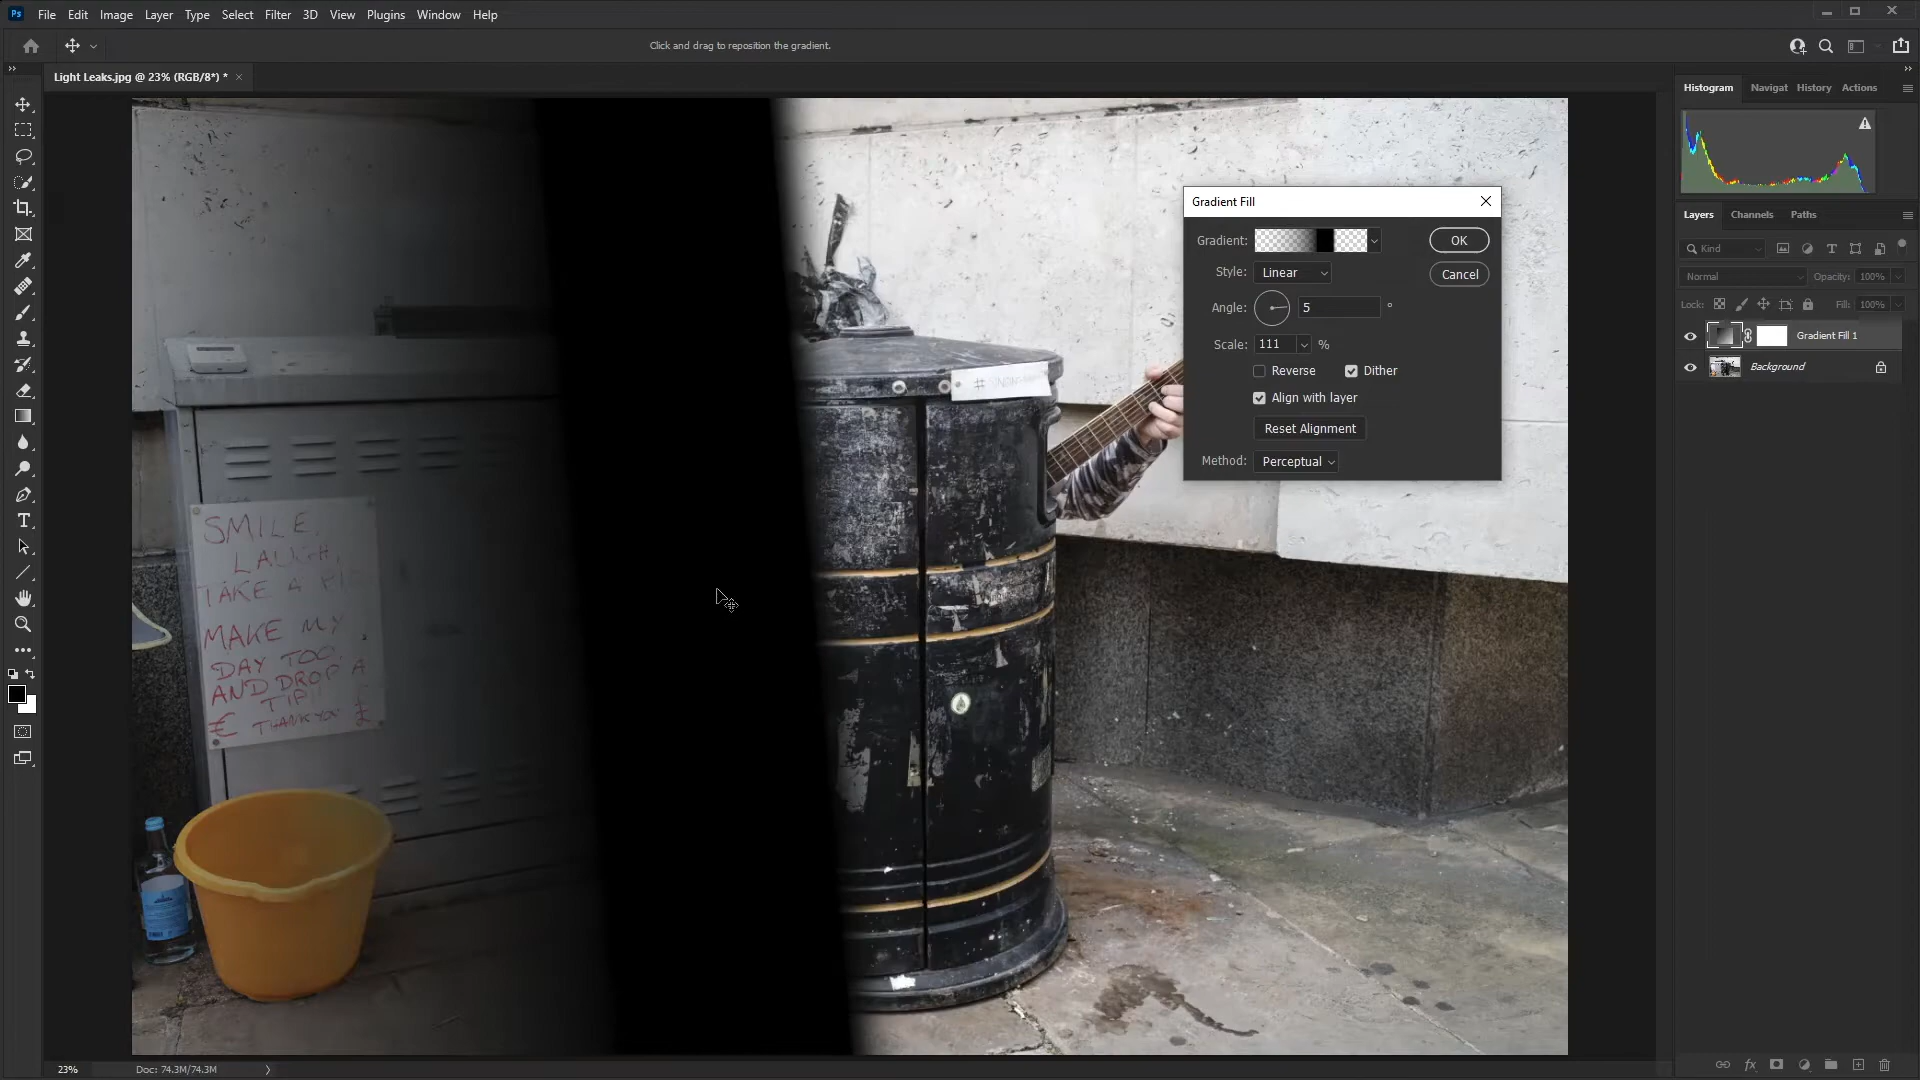 Ps File Edit Image Layer Type Select Filter 3D View Plugins Window Help
Click and drag to reposition the gradient.
Light Leaks.jpg @ 23% (RGB/8*) *
Histogram Navigat History Actions
Gradient Fill
Gradient:
OK
Style: Linear
Cancel
Angle: 5 °
Scale: 111 %
Reverse Dither
Align with layer
Reset Alignment
Method: Perceptual
Layers Channels Paths
Kind
Normal Opacity: 100%
Lock: Fill: 100%
Gradient Fill 1
Background
SMILE,
LAUGH,
TAKE A PI
MAKE MY
DAY TOO,
AND DROP A
TIP
€ THANK YOU £
23% Doc: 74.3M/74.3M